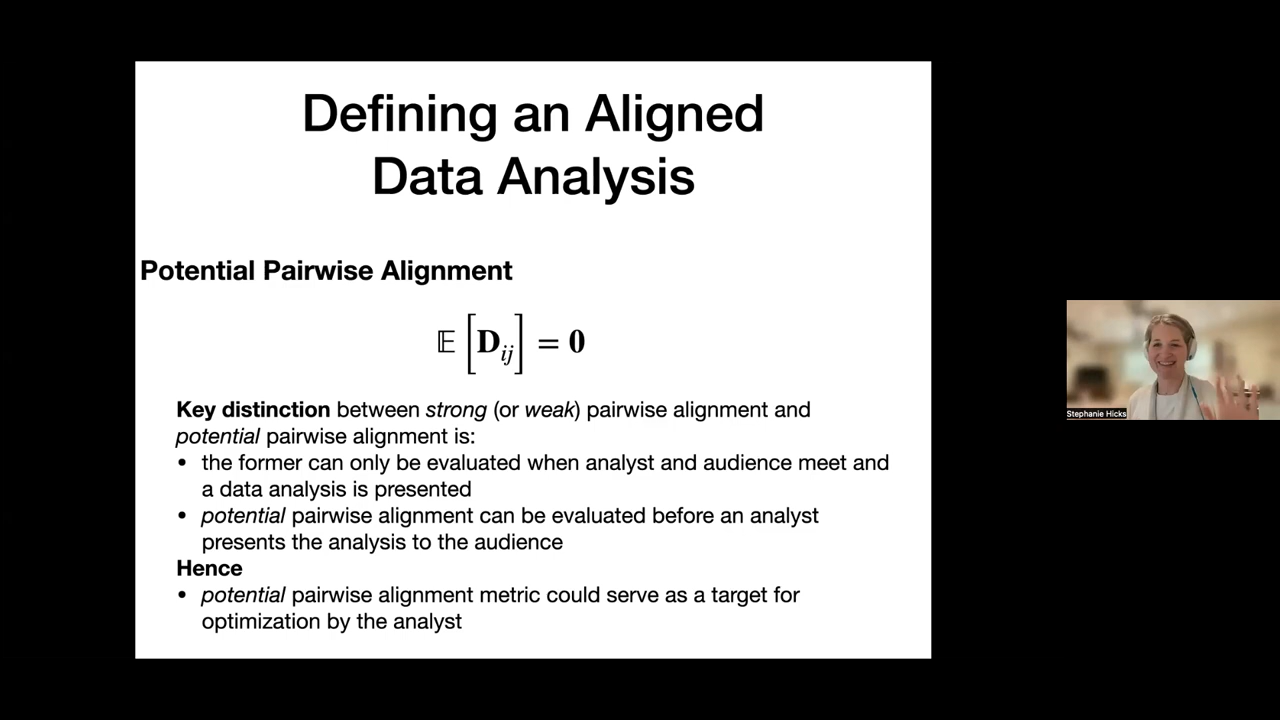 Defining an Aligned
Data Analysis
Potential Pairwise Alignment
𝔼 [D_ij] = 0
Key distinction between strong (or weak) pairwise alignment and
potential pairwise alignment is:
• the former can only be evaluated when analyst and audience meet and
a data analysis is presented
• potential pairwise alignment can be evaluated before an analyst
presents the analysis to the audience
Hence
• potential pairwise alignment metric could serve as a target for
optimization by the analyst
Stephanie Hicks